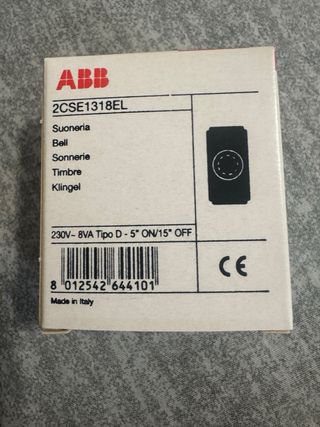 ABB
2CSE1318EL
Suoneria
Bell
Sonnerie
Timbre
Klingel
230V~ 8VA Tipo D - 5" ON/15" OFF
8 012542 644101
CE
Made in Italy